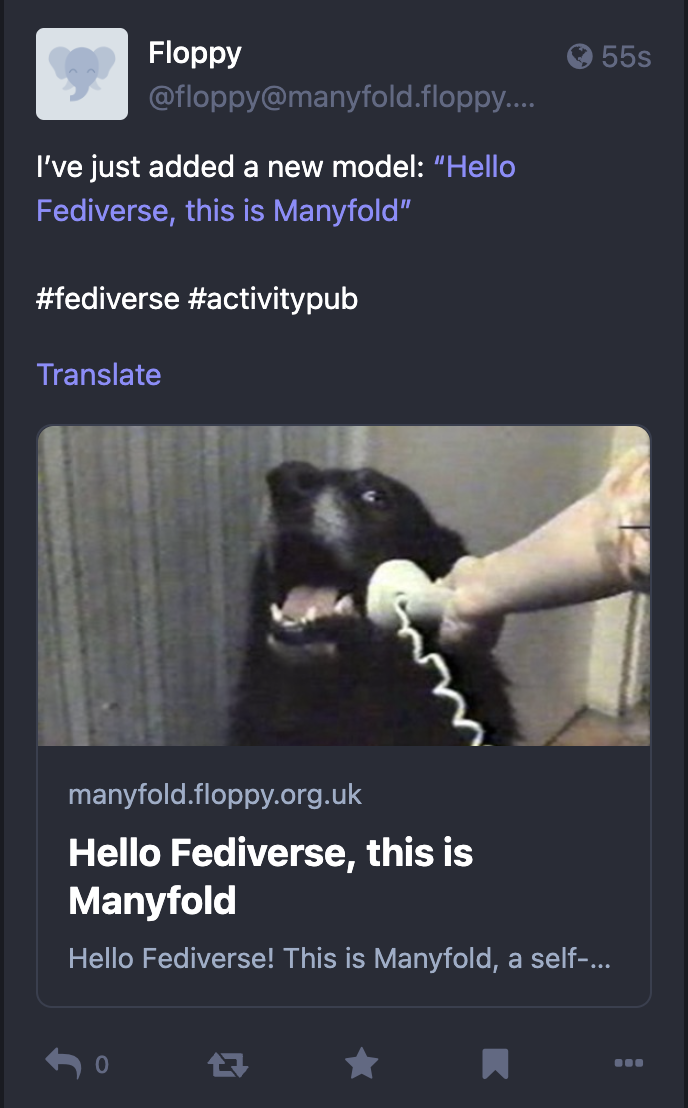 Floppy
55s
@floppy@manyfold.floppy....
I’ve just added a new model: “Hello
Fediverse, this is Manyfold”
#fediverse #activitypub
Translate
manyfold.floppy.org.uk
Hello Fediverse, this is
Manyfold
Hello Fediverse! This is Manyfold, a self-...
0